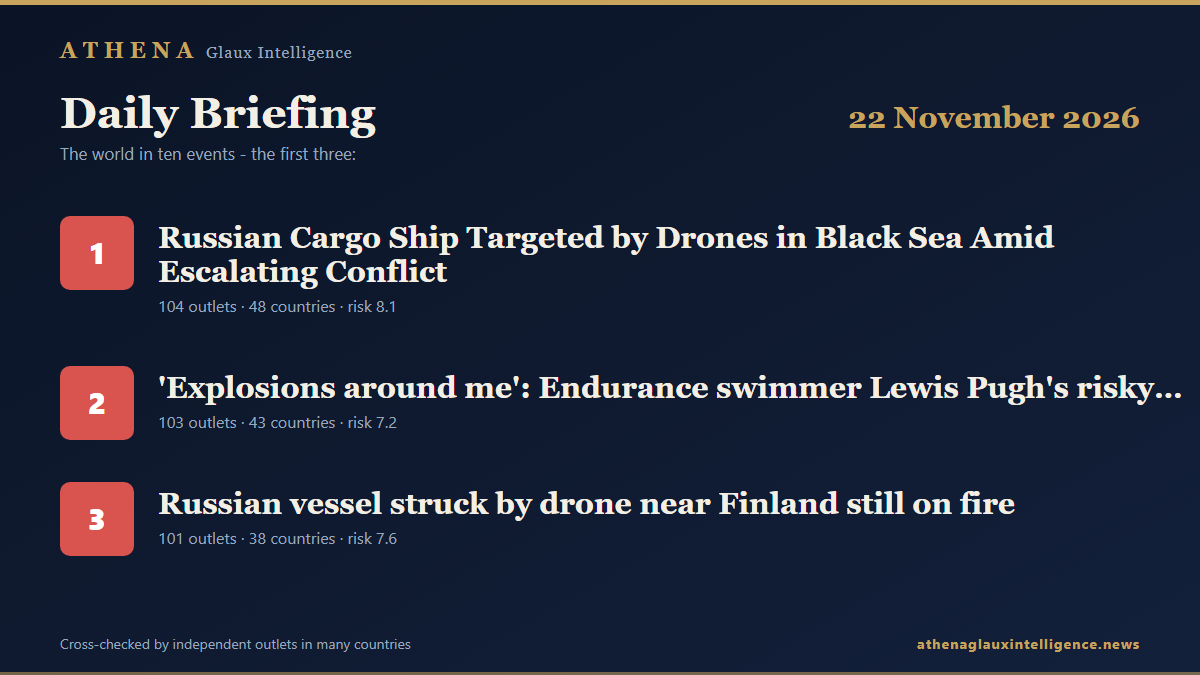 ATHENA Glaux Intelligence
Daily Briefing
22 November 2026
The world in ten events - the first three:
1
Russian Cargo Ship Targeted by Drones in Black Sea Amid
Escalating Conflict
104 outlets · 48 countries · risk 8.1
2
'Explosions around me': Endurance swimmer Lewis Pugh's risky...
103 outlets · 43 countries · risk 7.2
3
Russian vessel struck by drone near Finland still on fire
101 outlets · 38 countries · risk 7.6
Cross-checked by independent outlets in many countries
athenaglauxintelligence.news